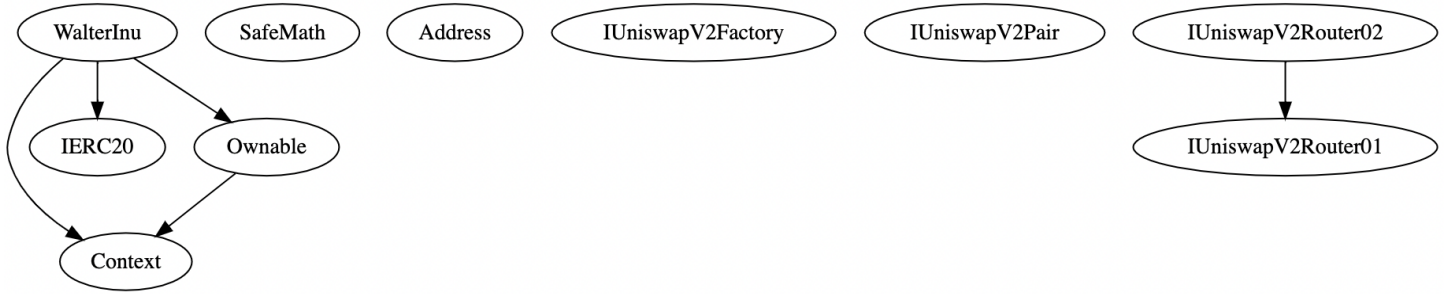 WalterInu
SafeMath
Address
IUniswapV2Factory
IUniswapV2Pair
IUniswapV2Router02
IERC20
Ownable
IUniswapV2Router01
Context